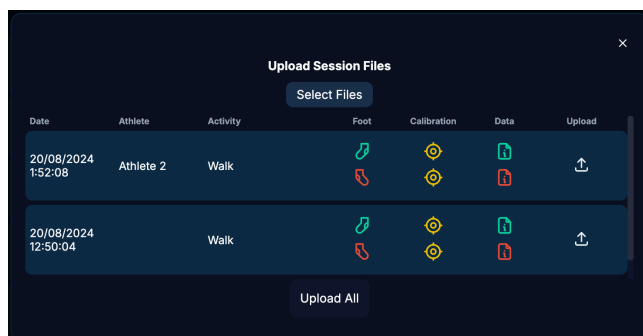 Upload Session Files
Select Files
Date Athlete Activity Foot Calibration Data Upload
20/08/2024
1:52:08
Athlete 2
Walk
20/08/2024
12:50:04
Walk
Upload All